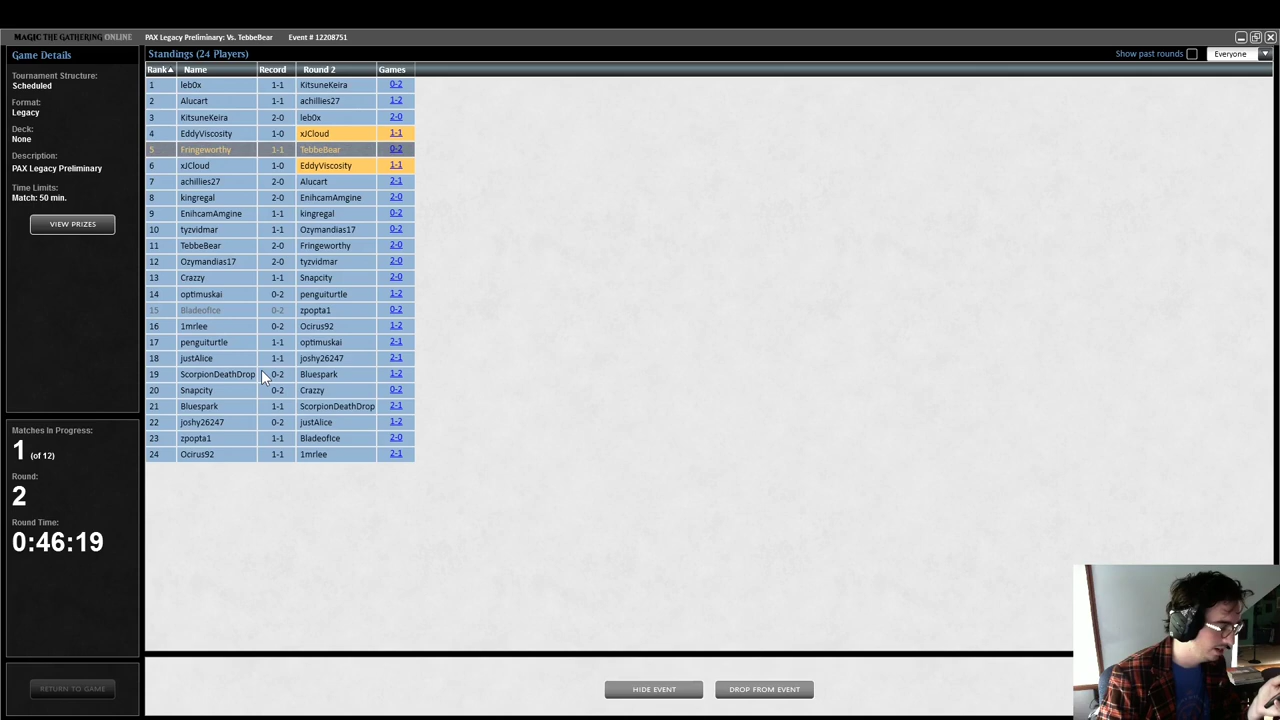 MAGIC THE GATHERING ONLINE PAX Legacy Preliminary: Vs. TebbeBear Event # 12208751
Game Details
Tournament Structure:
Scheduled
Format:
Legacy
Deck:
None
Description:
PAX Legacy Preliminary
Time Limits:
Match: 50 min.
VIEW PRIZES
Matches In Progress:
1 (of 12)
Round:
2
Round Time:
0:46:19
RETURN TO GAME
Standings (24 Players) Show past rounds Everyone
Rank Name Record Round 2 Games
1 leb0x 1-1 KitsuneKeira 0-2
2 Alucart 1-1 achillies27 1-2
3 KitsuneKeira 2-0 leb0x 2-0
4 EddyViscosity 1-0 xJCloud 1-1
5 Fringeworthy 1-1 TebbeBear 0-2
6 xJCloud 1-0 EddyViscosity 1-1
7 achillies27 2-0 Alucart 2-1
8 kingregal 2-0 EnihcamAmgine 2-0
9 EnihcamAmgine 1-1 kingregal 0-2
10 tyzvidmar 1-1 Ozymandias17 0-2
11 TebbeBear 2-0 Fringeworthy 2-0
12 Ozymandias17 2-0 tyzvidmar 2-0
13 Crazzy 1-1 Snapcity 2-0
14 optimuskai 0-2 penguiturtle 1-2
15 BladeofIce 0-2 zpopta1 0-2
16 1mrlee 0-2 Ocirus92 1-2
17 penguiturtle 1-1 optimuskai 2-1
18 justAlice 1-1 joshy26247 2-1
19 ScorpionDeathDrop 0-2 Bluespark 1-2
20 Snapcity 0-2 Crazzy 0-2
21 Bluespark 1-1 ScorpionDeathDrop 2-1
22 joshy26247 0-2 justAlice 1-2
23 zpopta1 1-1 BladeofIce 2-0
24 Ocirus92 1-1 1mrlee 2-1
HIDE EVENT DROP FROM EVENT